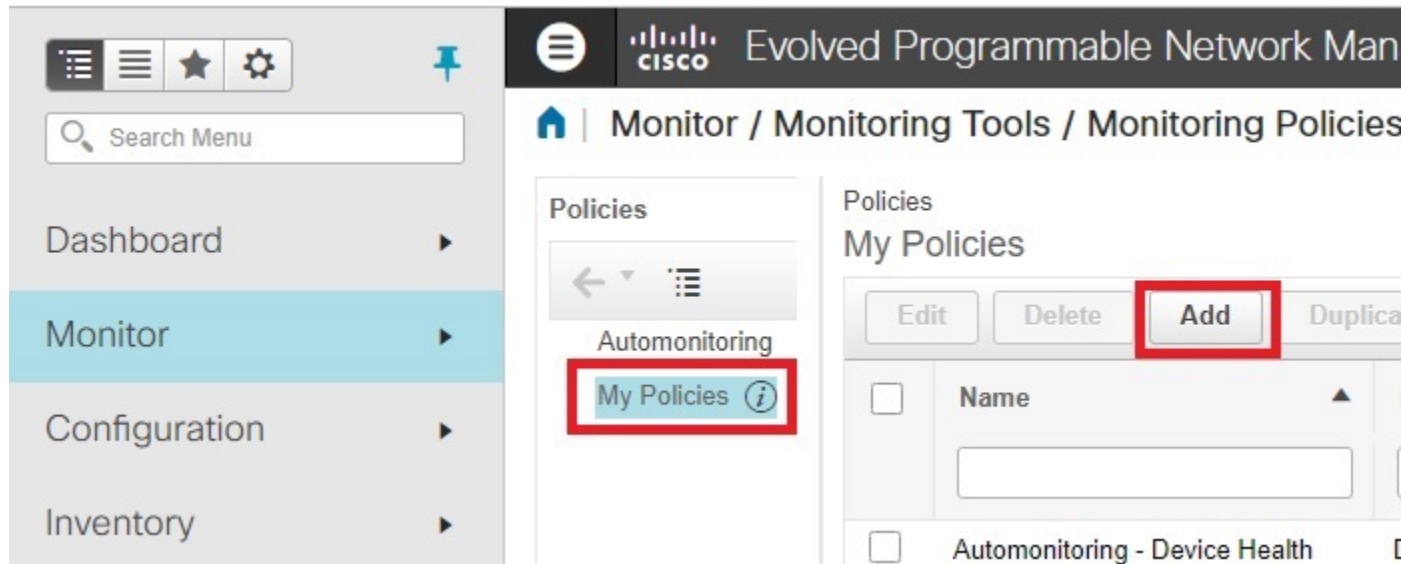 Search Menu
Dashboard
Monitor
Configuration
Inventory
CISCO Evolved Programmable Network Man
Monitor / Monitoring Tools / Monitoring Policies
Policies
Automonitoring
My Policies i
Policies
My Policies
Edit Delete Add Duplica
Name
Automonitoring - Device Health D